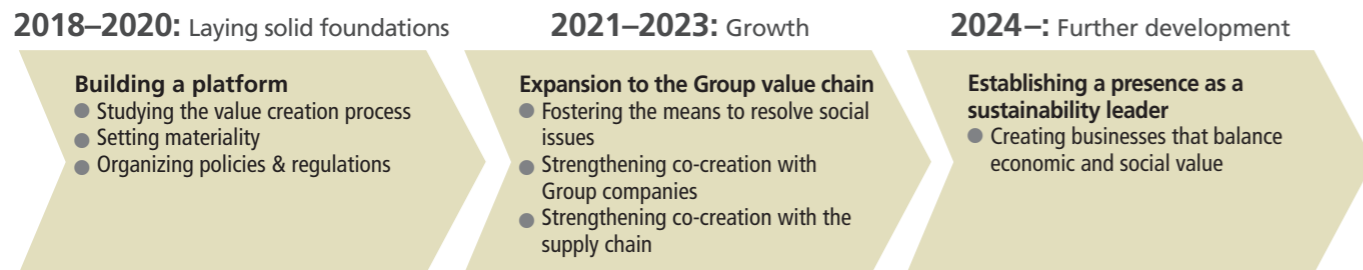 2018–2020: Laying solid foundations
Building a platform
● Studying the value creation process
● Setting materiality
● Organizing policies & regulations
2021–2023: Growth
Expansion to the Group value chain
● Fostering the means to resolve social
issues
● Strengthening co-creation with
Group companies
● Strengthening co-creation with the
supply chain
2024–: Further development
Establishing a presence as a
sustainability leader
● Creating businesses that balance
economic and social value